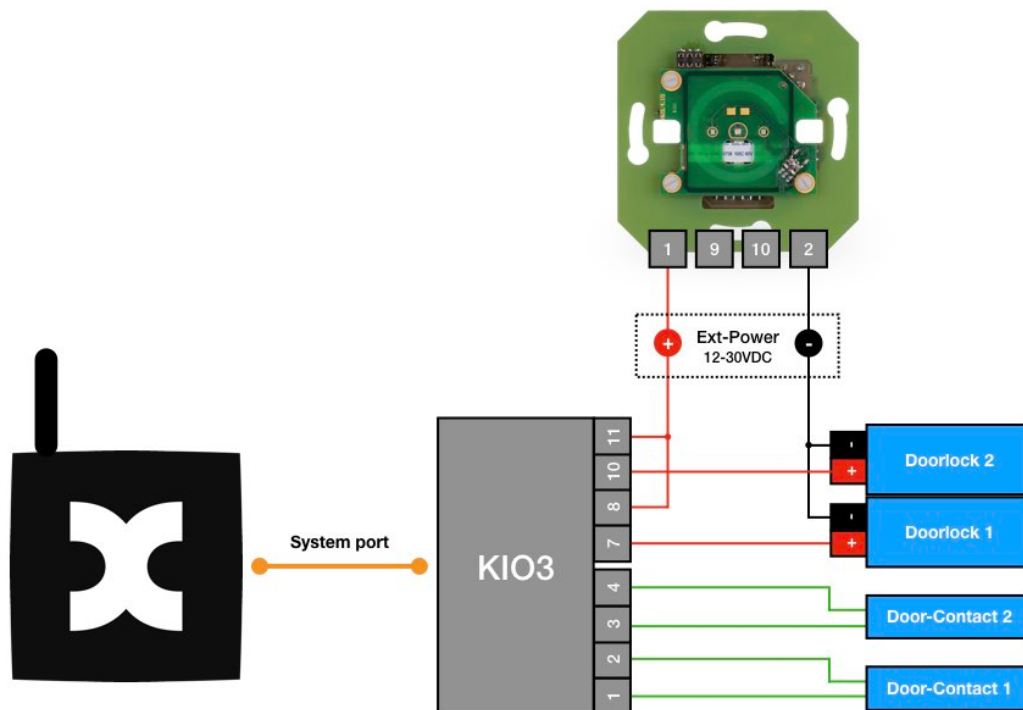 1
9
10
2
+
Ext-Power
12-30VDC
-
System port
KIO3
11
10
8
7
4
3
2
1
-
+
Doorlock 2
-
+
Doorlock 1
Door-Contact 2
Door-Contact 1